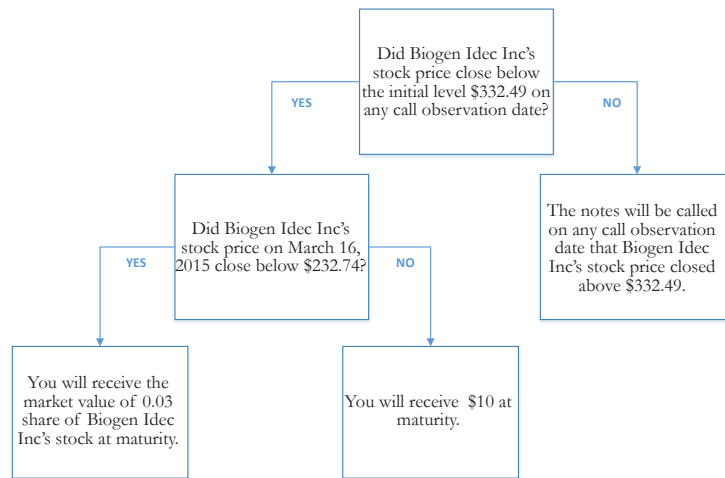 Did Biogen Idec Inc's
stock price close below
the initial level $332.49 on
any call observation date?
YES
NO
Did Biogen Idec Inc's
stock price on March 16,
2015 close below $232.74?
The notes will be called
on any call observation
date that Biogen Idec
Inc's stock price closed
above $332.49.
YES
NO
You will receive the
market value of 0.03
share of Biogen Idec
Inc's stock at maturity.
You will receive $10 at
maturity.